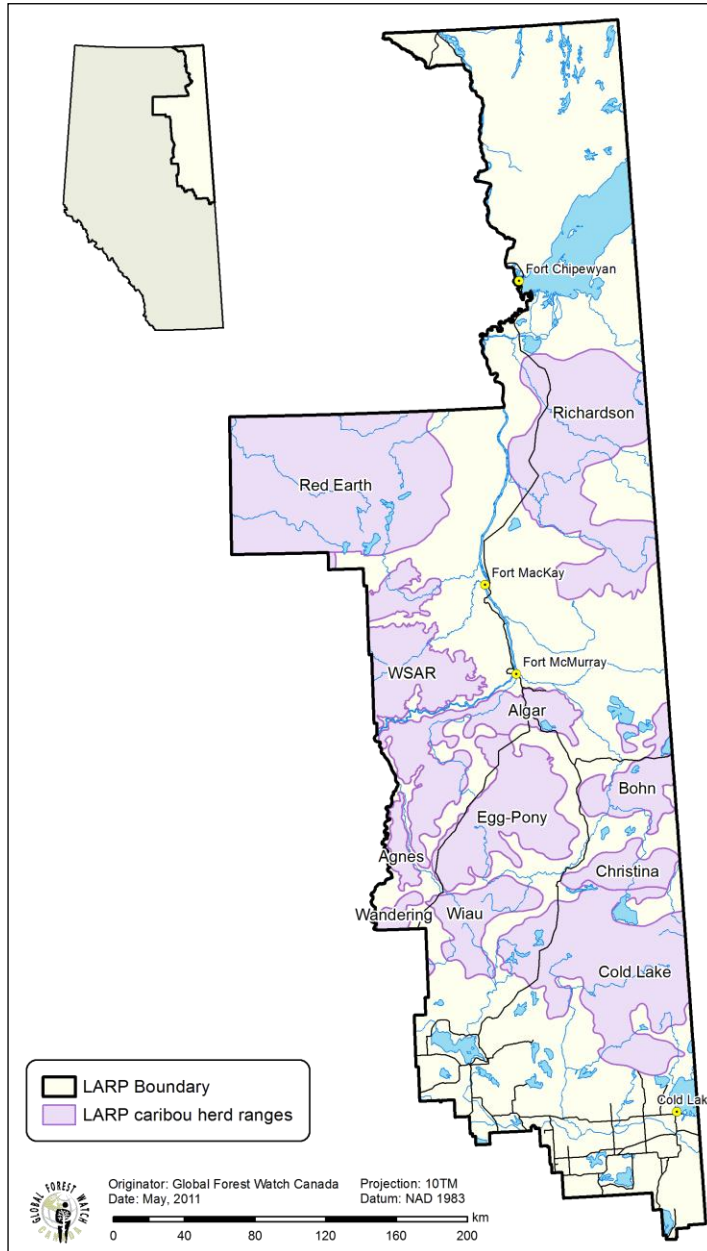 Fort Chipewyan
Richardson
Red Earth
Fort MacKay
Fort McMurray
WSAR
Algar
Bohn
Egg-Pony
Agnes
Christina
Wandering
Wiau
Cold Lake
LARP Boundary
LARP caribou herd ranges
Cold Lak
GLOBAL FOREST WATCH
CANADA
Originator: Global Forest Watch Canada
Date: May, 2011
Projection: 10TM
Datum: NAD 1983
km
0 40 80 120 160 200